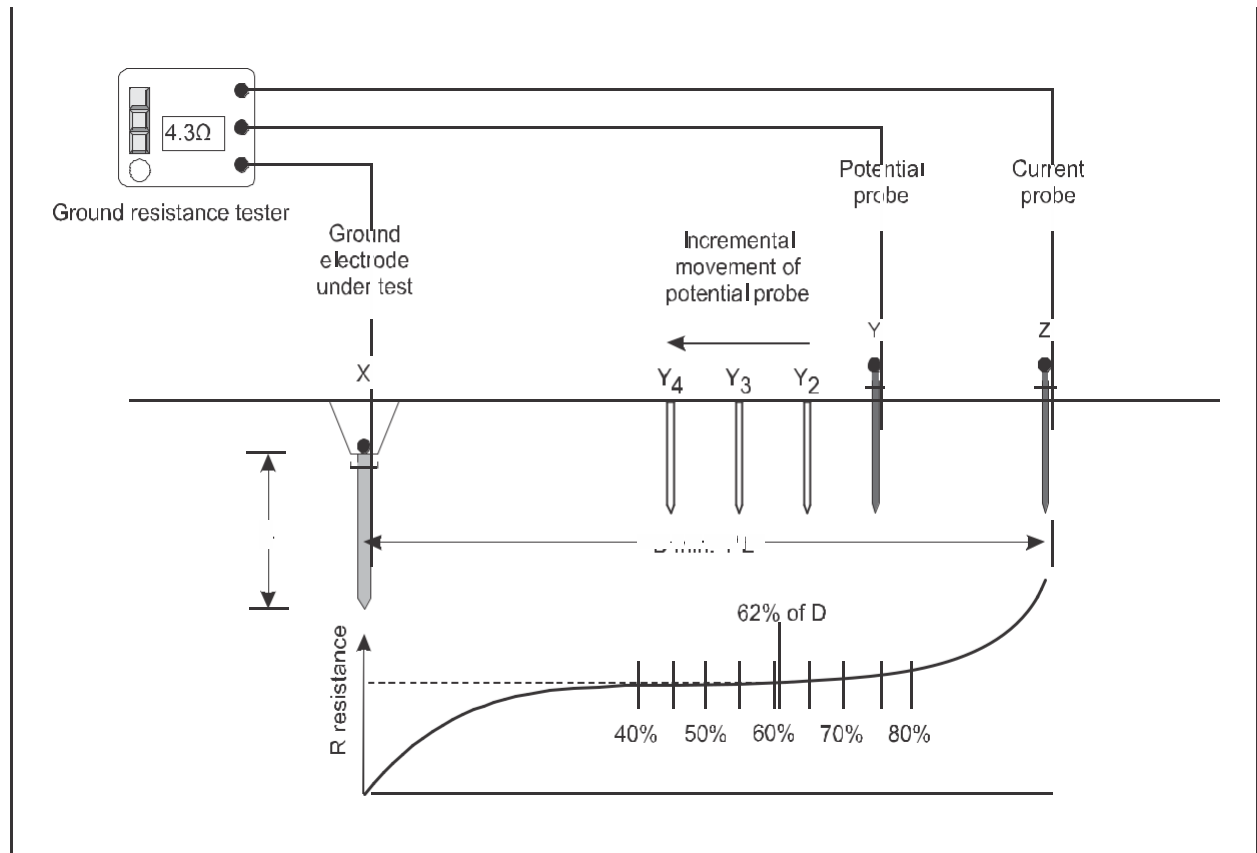 4.3Ω
Ground resistance tester
Potential
probe
Current
probe
Ground
electrode
under test
Incremental
movement of
potential probe
X
Y4
Y3
Y2
Y
Z
62% of D
R resistance
40%
50%
60%
70%
80%